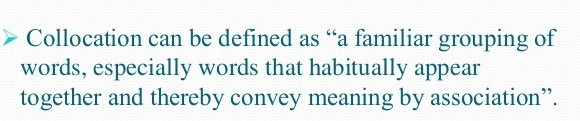 ➢ Collocation can be defined as “a familiar grouping of
words, especially words that habitually appear
together and thereby convey meaning by association”.